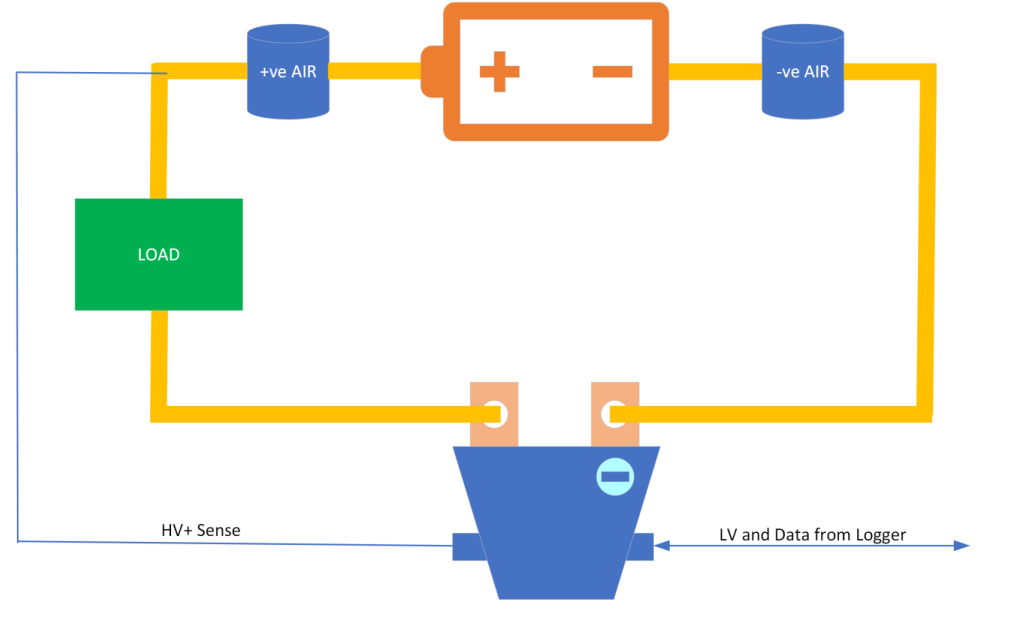 +ve AIR
-ve AIR
LOAD
HV+ Sense
LV and Data from Logger